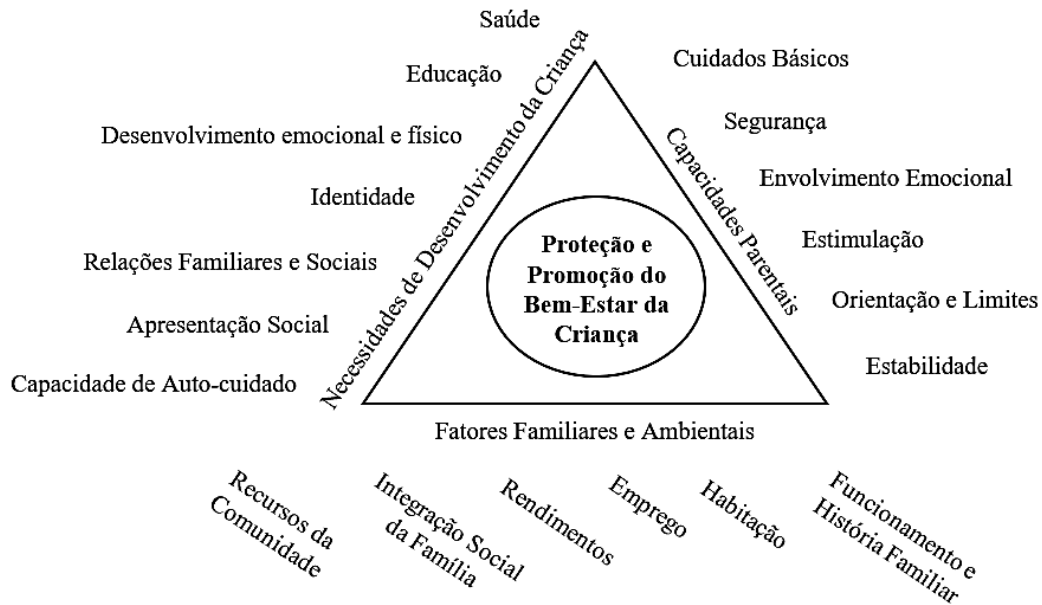 Saúde
Educação
Desenvolvimento emocional e físico
Identidade
Relações Familiares e Sociais
Apresentação Social
Capacidade de Auto-cuidado
Necessidades de Desenvolvimento da Criança
Proteção e
Promoção do
Bem-Estar da
Criança
Capacidades Parentais
Cuidados Básicos
Segurança
Envolvimento Emocional
Estimulação
Orientação e Limites
Estabilidade
Fatores Familiares e Ambientais
Recursos da
Comunidade
Integração Social
da Família
Rendimentos
Emprego
Habitação
Funcionamento e
História Familiar